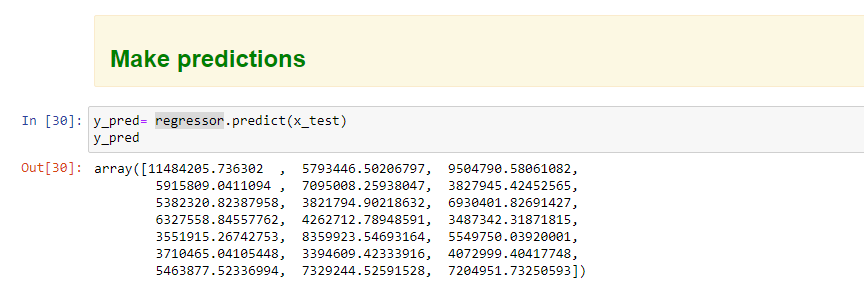 Make predictions
In [30]: y_pred= regressor.predict(x_test)
y_pred
Out[30]: array([11484205.736302  ,  5793446.50206797,  9504790.58061082,
5915809.0411094 ,  7095008.25938047,  3827945.42452565,
5382320.82387958,  3821794.90218632,  6930401.82691427,
6327558.84557762,  4262712.78948591,  3487342.31871815,
3551915.26742753,  8359923.54693164,  5549750.03920001,
3710465.04105448,  3394609.42333916,  4072999.40417748,
5463877.52336994,  7329244.52591528,  7204951.73250593])